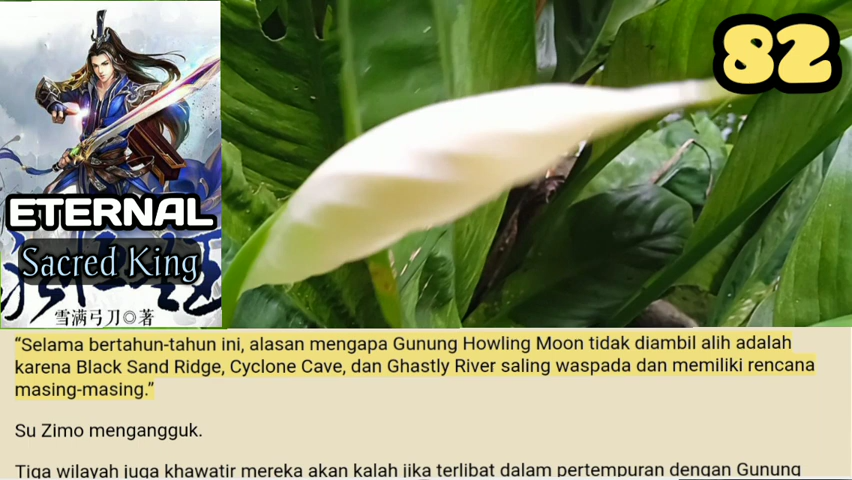 82
ETERNAL
Sacred King
雪满弓刀◎著
“Selama bertahun-tahun ini, alasan mengapa Gunung Howling Moon tidak diambil alih adalah
karena Black Sand Ridge, Cyclone Cave, dan Ghastly River saling waspada dan memiliki rencana
masing-masing.”
Su Zimo mengangguk.
Tiga wilayah juga khawatir mereka akan kalah jika terlibat dalam pertempuran dengan Gunung